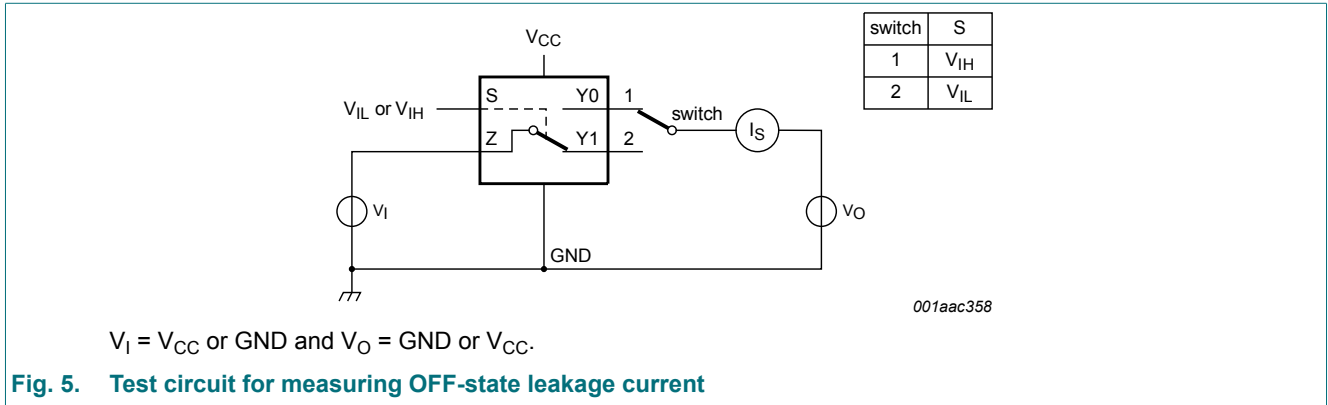 switch S
1 VIH
2 VIL
VCC
S Y0 1 switch
VIL or VIH
Z Y1 2 IS
VI
VO
GND
001aac358
VI = VCC or GND and VO = GND or VCC.
Fig. 5. Test circuit for measuring OFF-state leakage current